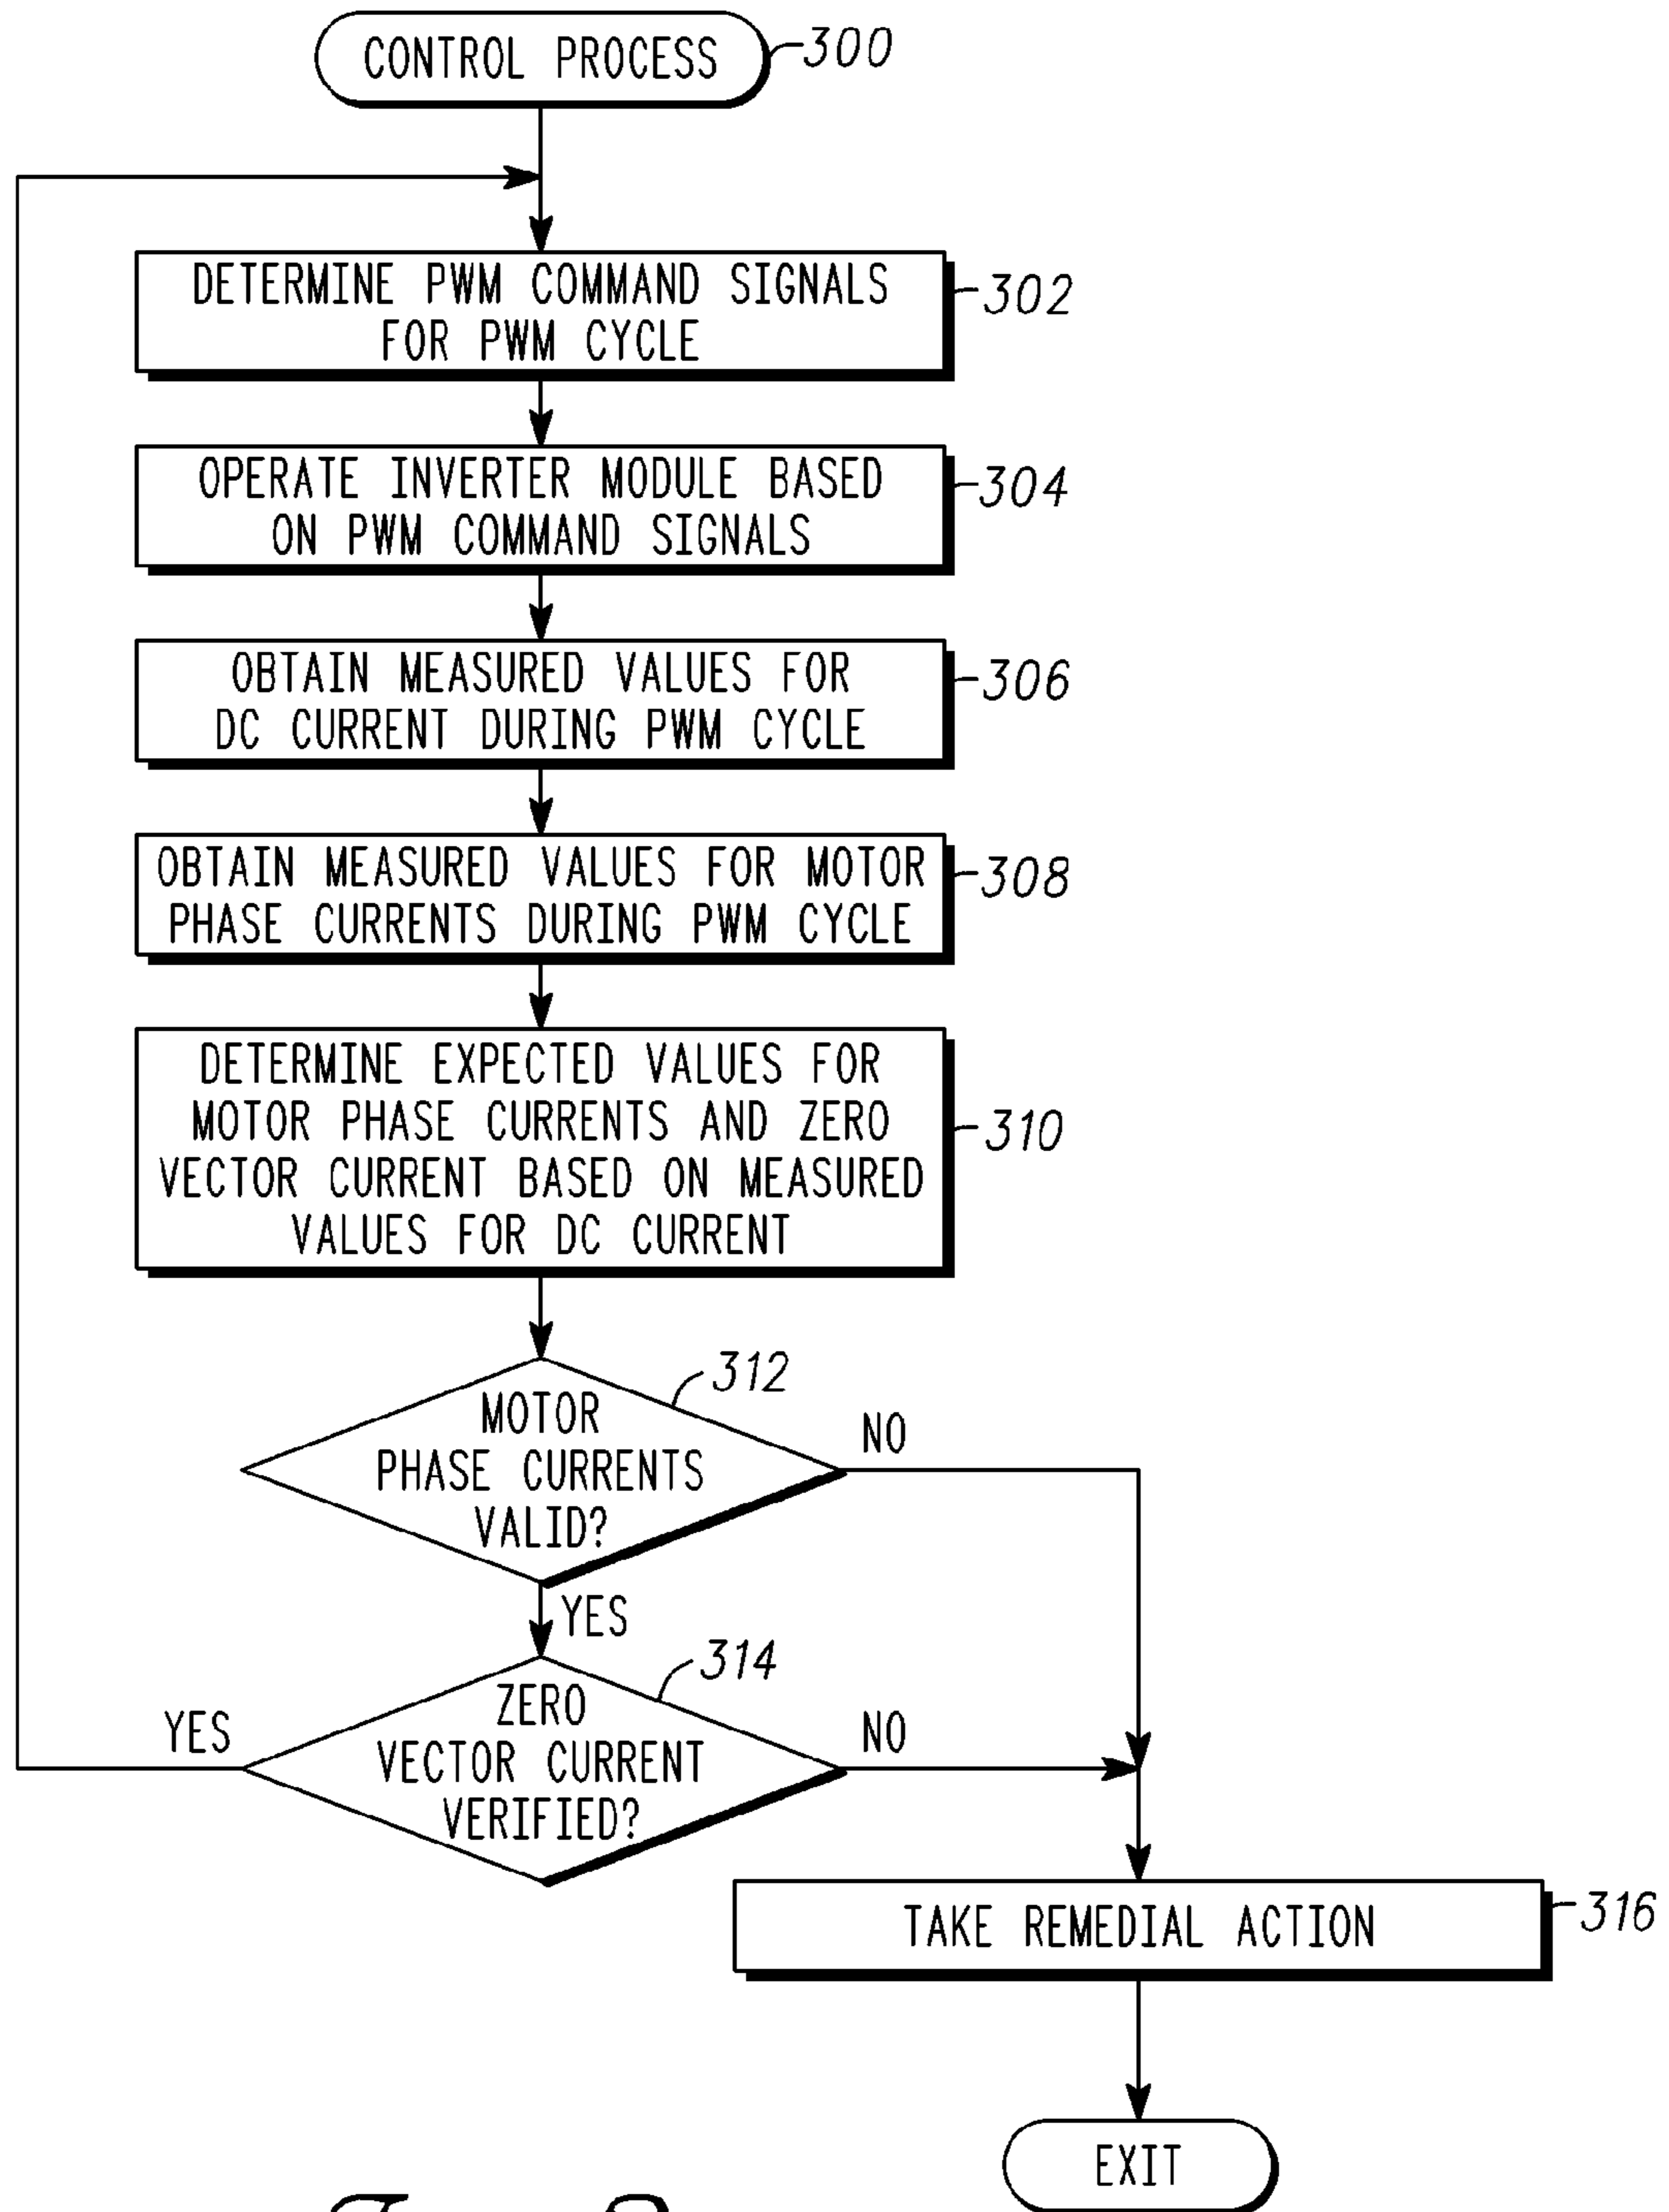 CONTROL PROCESS
300
DETERMINE PWM COMMAND SIGNALS
FOR PWM CYCLE
302
OPERATE INVERTER MODULE BASED
ON PWM COMMAND SIGNALS
304
OBTAIN MEASURED VALUES FOR
DC CURRENT DURING PWM CYCLE
306
OBTAIN MEASURED VALUES FOR MOTOR
PHASE CURRENTS DURING PWM CYCLE
308
DETERMINE EXPECTED VALUES FOR
MOTOR PHASE CURRENTS AND ZERO
VECTOR CURRENT BASED ON MEASURED
VALUES FOR DC CURRENT
310
312
MOTOR
PHASE CURRENTS
VALID?
NO
YES
314
ZERO
VECTOR CURRENT
VERIFIED?
YES
NO
TAKE REMEDIAL ACTION
316
EXIT